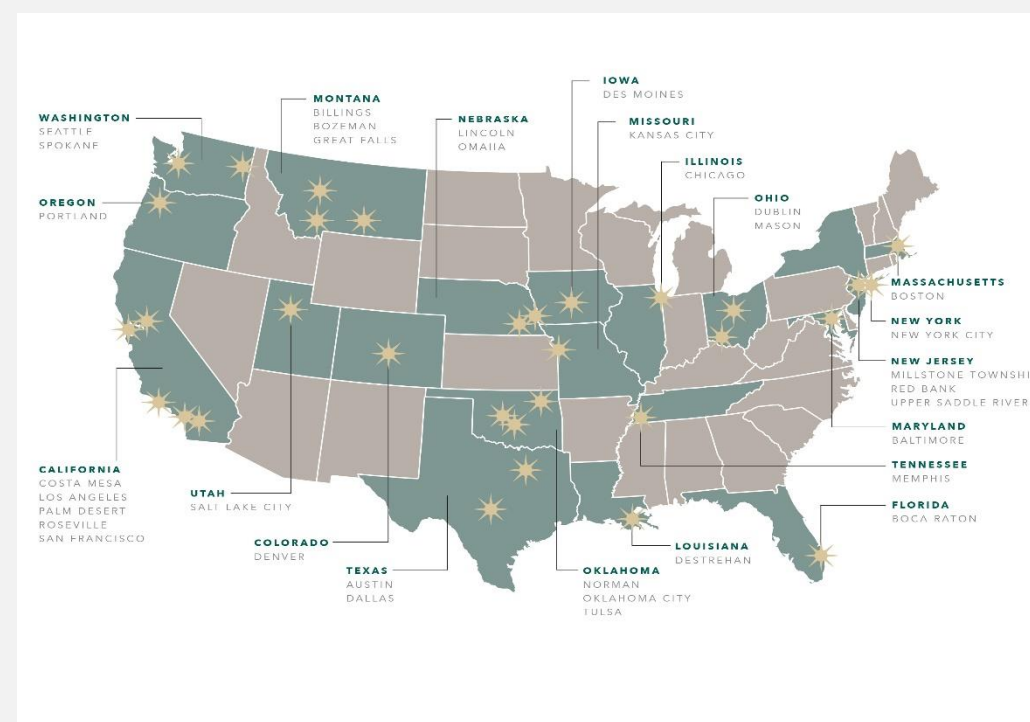 WASHINGTON
SEATTLE
SPOKANE
OREGON
PORTLAND
CALIFORNIA
COSTA MESA
LOS ANGELES
PALM DESERT
ROSEVILLE
SAN FRANCISCO
MONTANA
BILLINGS
BOZEMAN
GREAT FALLS
UTAH
SALT LAKE CITY
COLORADO
DENVER
TEXAS
AUSTIN
DALLAS
NEBRASKA
LINCOLN
OMAHA
IOWA
DES MOINES
MISSOURI
KANSAS CITY
ILLINOIS
CHICAGO
OHIO
DUBLIN
MASON
OKLAHOMA
NORMAN
OKLAHOMA CITY
TULSA
LOUISIANA
DESTREHAN
MASSACHUSETTS
BOSTON
NEW YORK
NEW YORK CITY
NEW JERSEY
MILLSTONE TOWNSHI
RED BANK
UPPER SADDLE RIVER
MARYLAND
BALTIMORE
TENNESSEE
MEMPHIS
FLORIDA
BOCA RATON